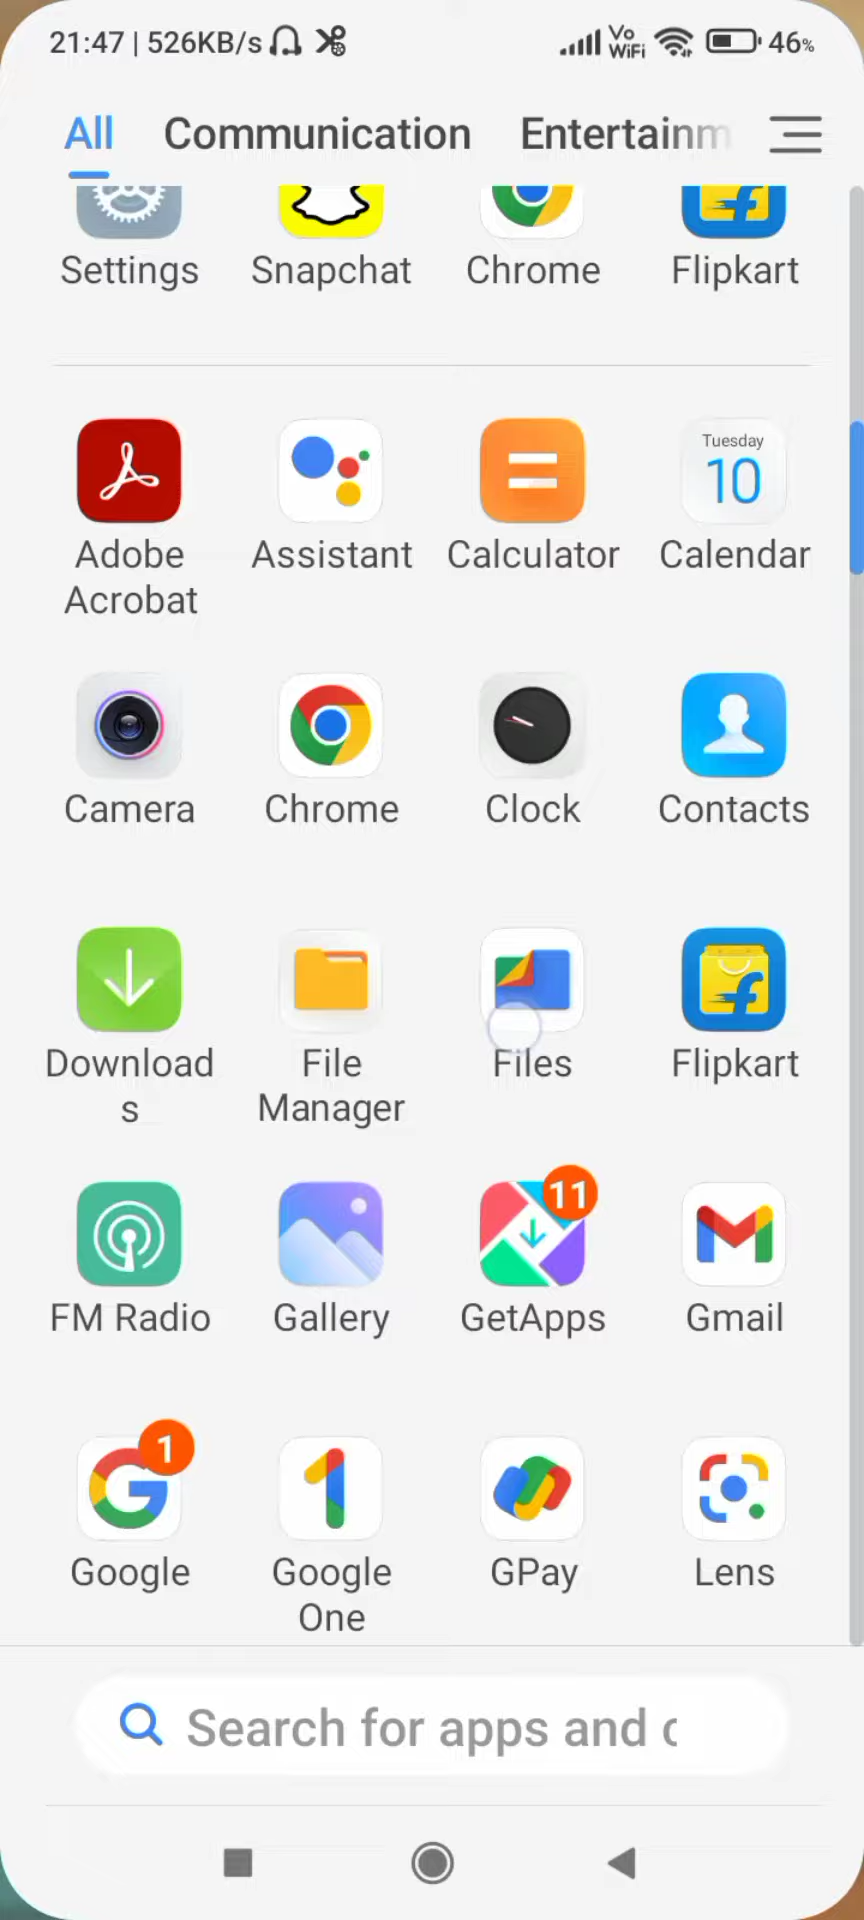 21:47 | 526KB/s Vo WiFi 46%
All Communication Entertainm
Settings Snapchat Chrome Flipkart
Tuesday
10
Adobe Acrobat Assistant Calculator Calendar
Camera Chrome Clock Contacts
Downloads File Manager Files Flipkart
11
FM Radio Gallery GetApps Gmail
1
Google Google One GPay Lens
Search for apps and c